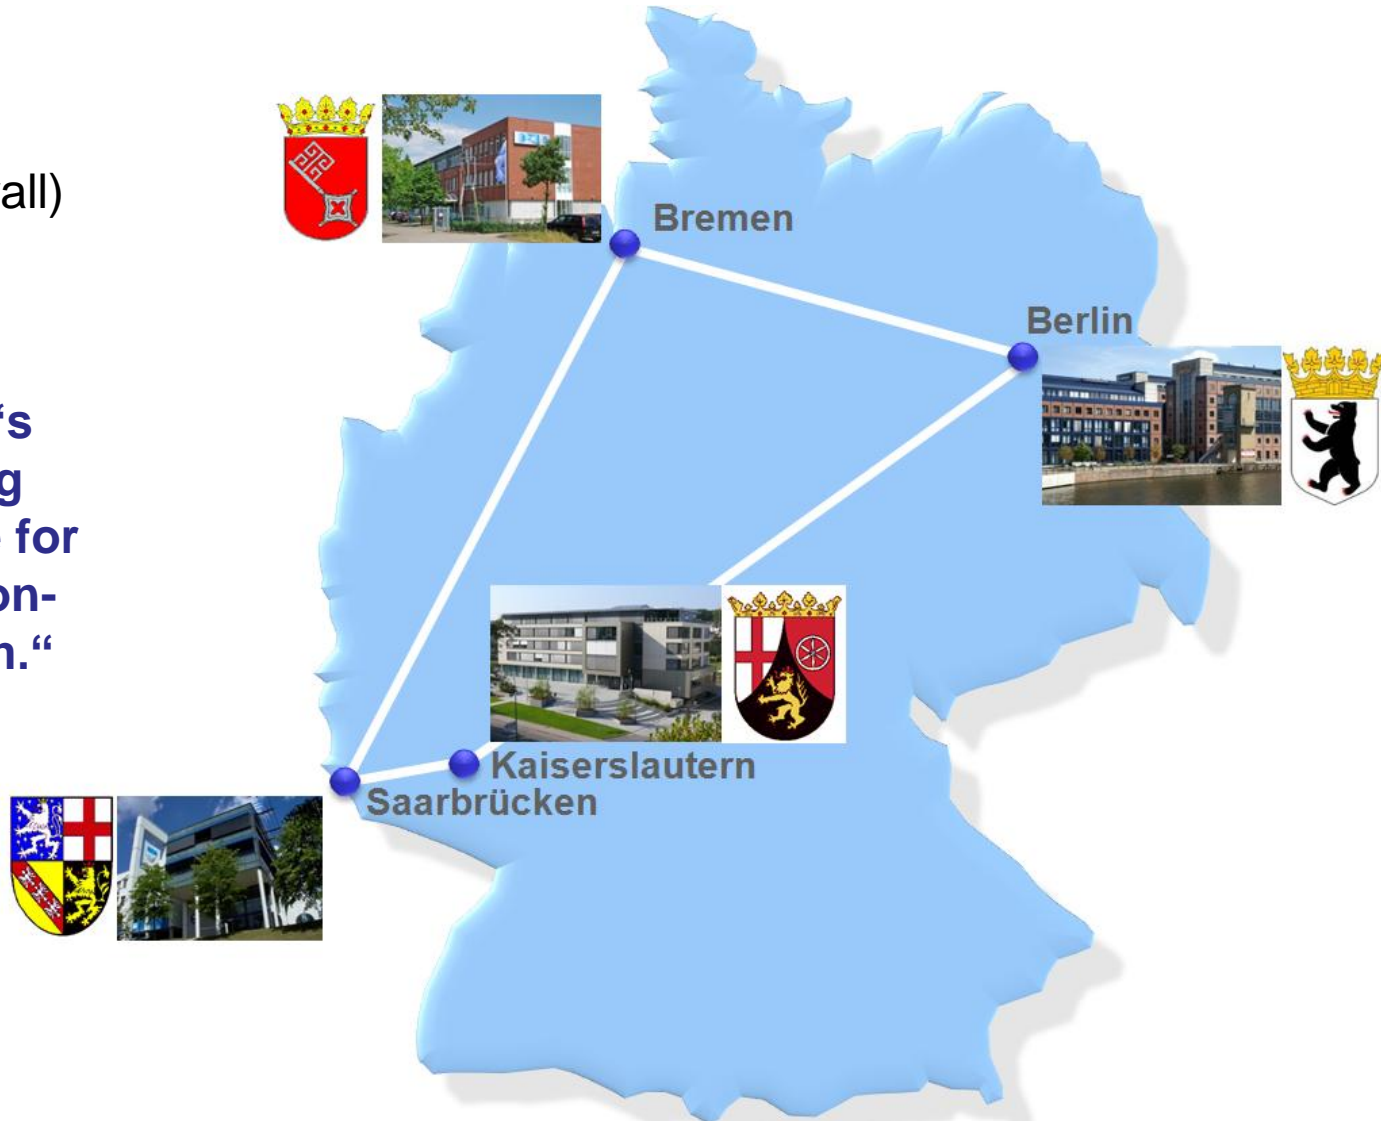 all)
‘s
g
for
on-
n.“
Bremen
Berlin
Kaiserslautern
Saarbrücken